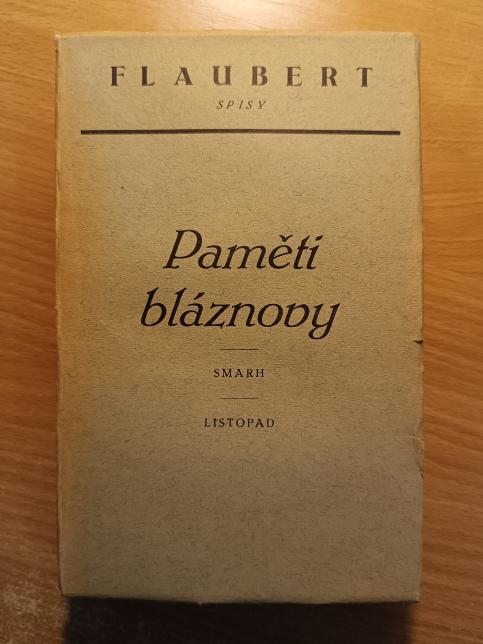 FLAUBERT
SPISY
Paměti
bláznovy
SMARH
LISTOPAD